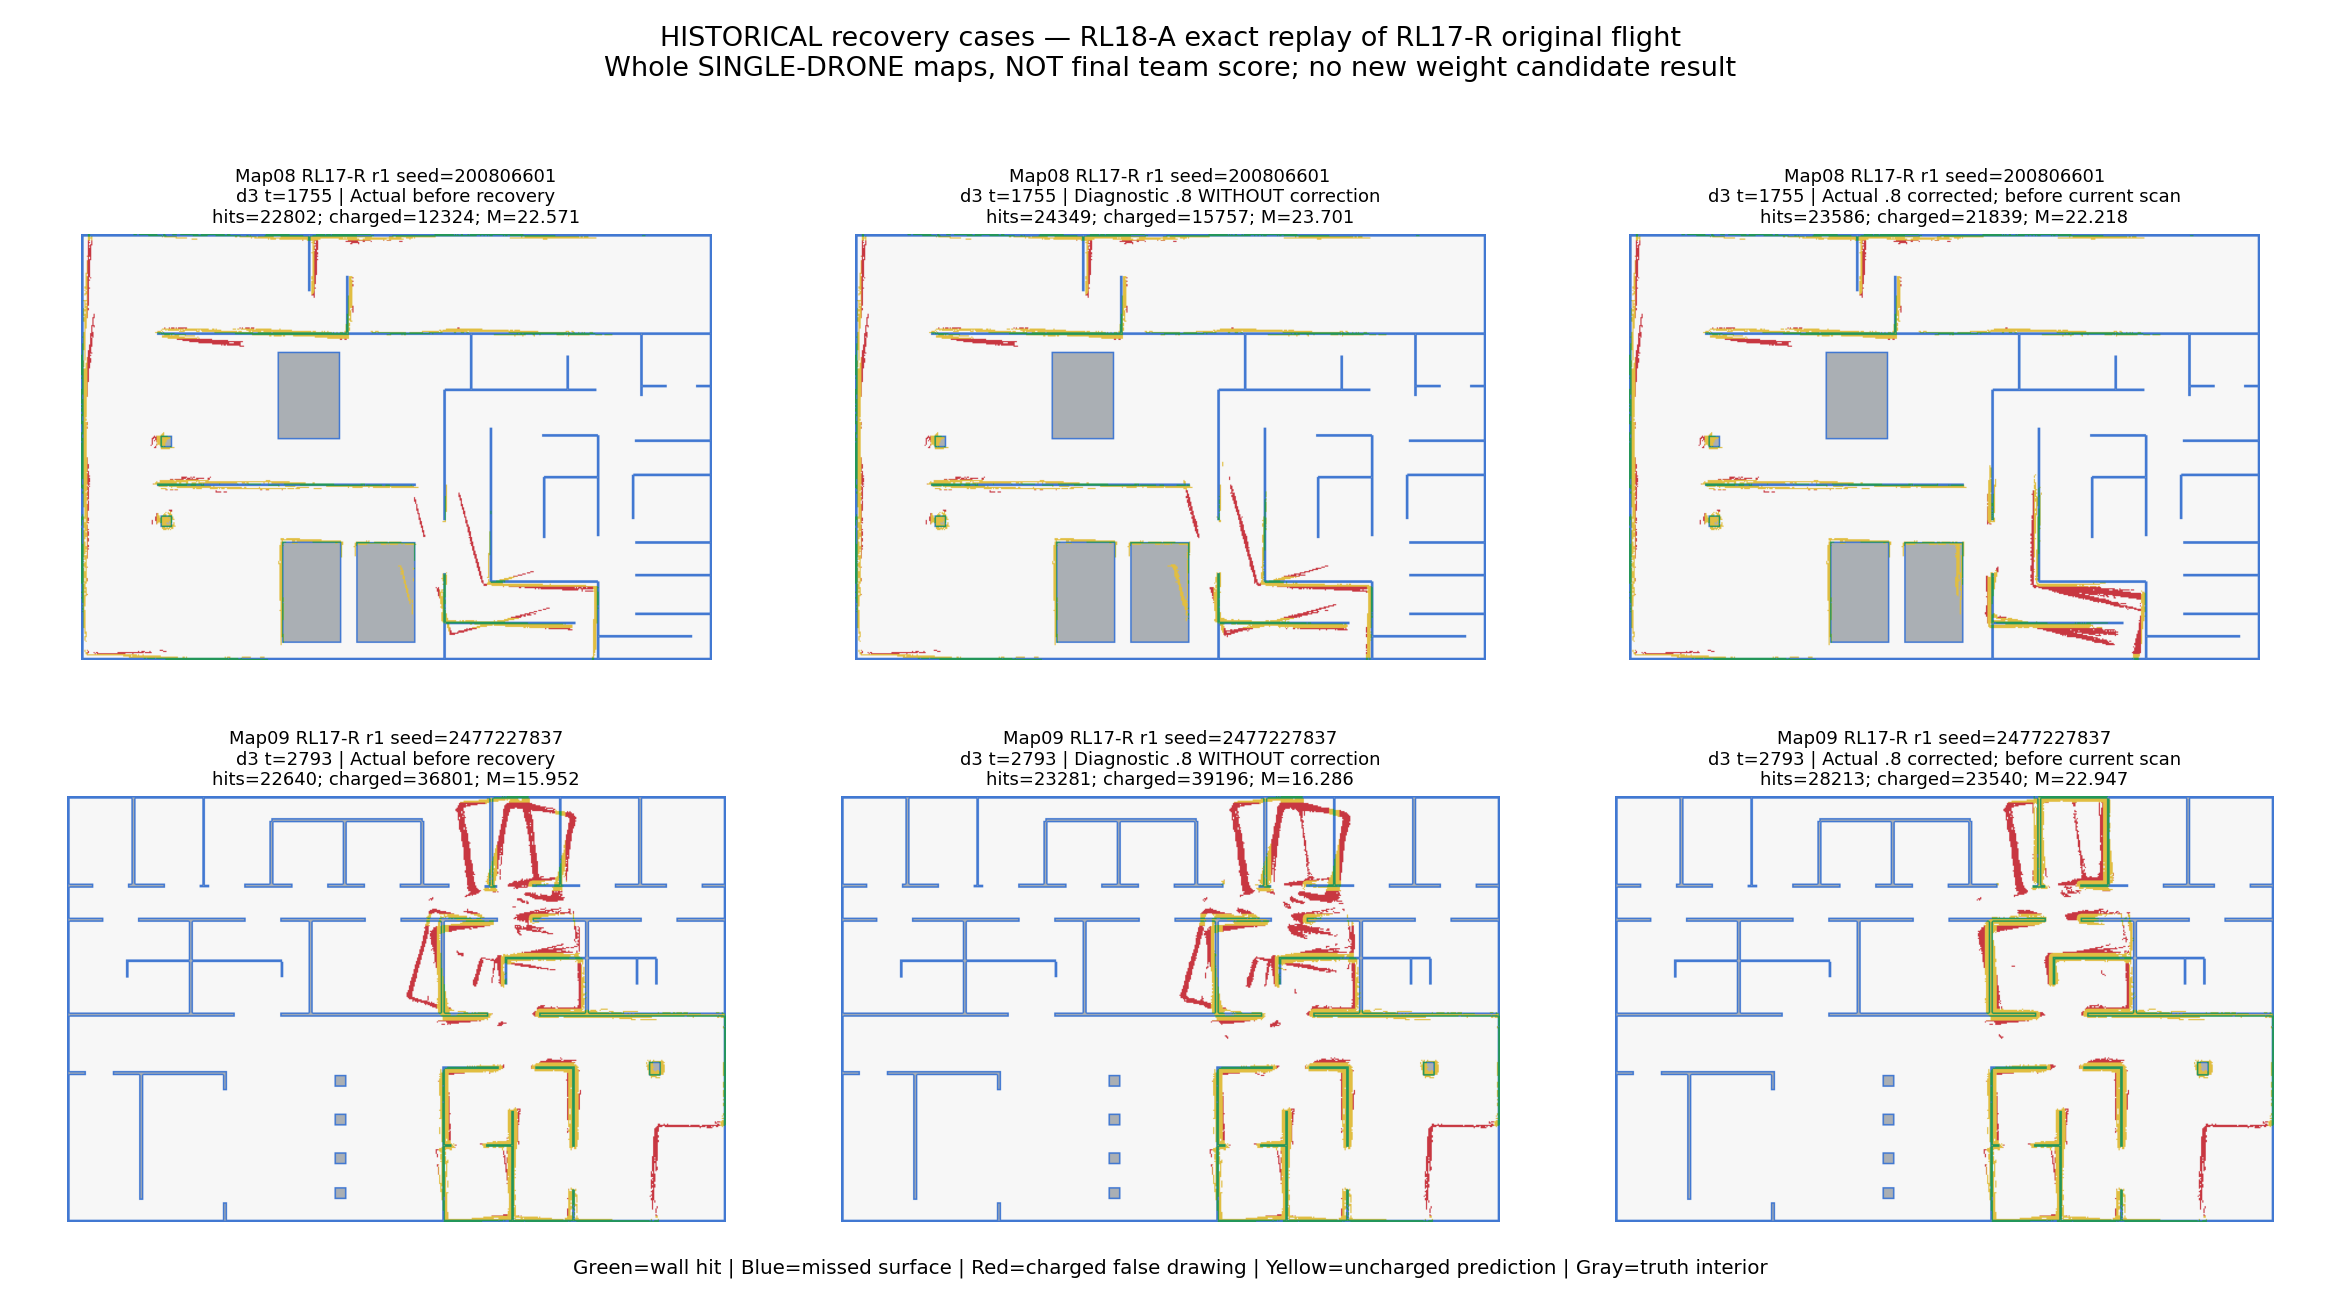 HISTORICAL recovery cases — RL18-A exact replay of RL17-R original flight
Whole SINGLE-DRONE maps, NOT final team score; no new weight candidate result
Map08 RL17-R r1 seed=200806601
d3 t=1755 | Actual before recovery
hits=22802; charged=12324; M=22.571
Map08 RL17-R r1 seed=200806601
d3 t=1755 | Diagnostic .8 WITHOUT correction
hits=24349; charged=15757; M=23.701
Map08 RL17-R r1 seed=200806601
d3 t=1755 | Actual .8 corrected; before current scan
hits=23586; charged=21839; M=22.218
Map09 RL17-R r1 seed=2477227837
d3 t=2793 | Actual before recovery
hits=22640; charged=36801; M=15.952
Map09 RL17-R r1 seed=2477227837
d3 t=2793 | Diagnostic .8 WITHOUT correction
hits=23281; charged=39196; M=16.286
Map09 RL17-R r1 seed=2477227837
d3 t=2793 | Actual .8 corrected; before current scan
hits=28213; charged=23540; M=22.947
Green=wall hit | Blue=missed surface | Red=charged false drawing | Yellow=uncharged prediction | Gray=truth interior